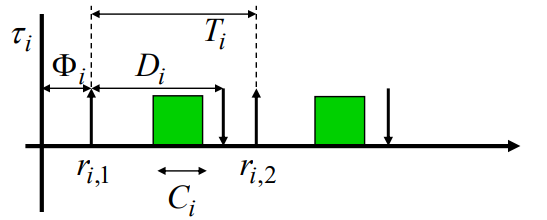 τi Ti
Φi Di
ri,1 ri,2
Ci